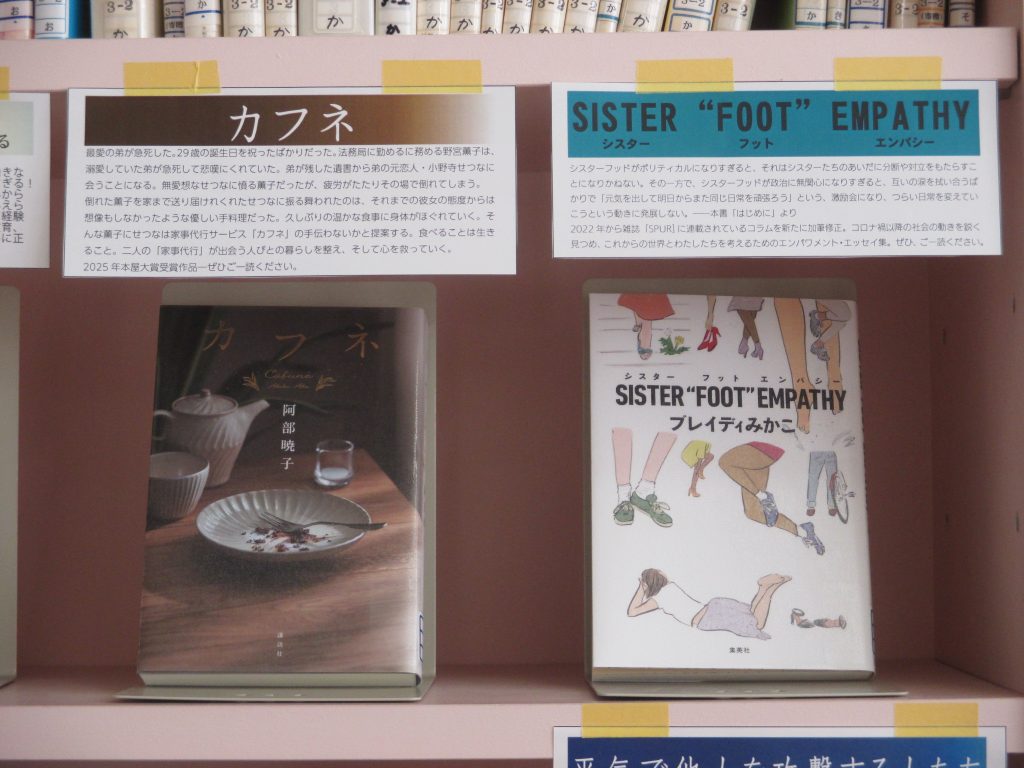 3-2
か
か
か
か
か
カフネ
最愛の弟が急死した。29歳の誕生日を祝ったばかりだった。法務局に勤めるに務める野宮薫子は、
溺愛していた弟が急死して悲嘆にくれていた。弟が残した遺書から弟の元恋人・小野寺せつなに
会うことになる。無愛想なせつなに憤る薫子だったが、疲労がたたりその場で倒れてしまう。
倒れた薫子を家まで送り届けれくれたせつなに振る舞われたのは、それまでの彼女の態度からは
想像もしなかったような優しい手料理だった。久しぶりの温かな食事に身体がほぐれていく。そ
んな薫子にせつなは家事代行サービス「カフネ」の手伝わないかと提案する。食べることは生き
ること。二人の「家事代行」が出会う人びとの暮らしを整え、そして心を救っていく。
2025年本屋大賞受賞作品―ぜひご一読ください。
SISTER “FOOT” EMPATHY
シスター フット エンパシー
シスターフッドがポリティカルになりすぎると、それはシスターたちのあいだに分断や対立をもたらすこ
とになりかねない。その一方で、シスターフッドが政治に無関心になりすぎると、互いの涙を拭い合うば
かりで「元気を出して明日からまた同じ日常を頑張ろう」という、激励会になり、つらい日常を変えてい
こうという動きに発展しない。――本書「はじめに」より
2022年から雑誌「SPUR」に連載されているコラムを新たに加筆修正。コロナ禍以降の社会の動きを鋭く
見つめ、これからの世界とわたしたちを考えるためのエンパワメント・エッセイ集。ぜひ、ご一読ください。
カフネ
Cafuné
阿部暁子
講談社
シスター フット エンパシー
SISTER “FOOT” EMPATHY
ブレイディみかこ
集英社
平気で他人を攻撃する人たち